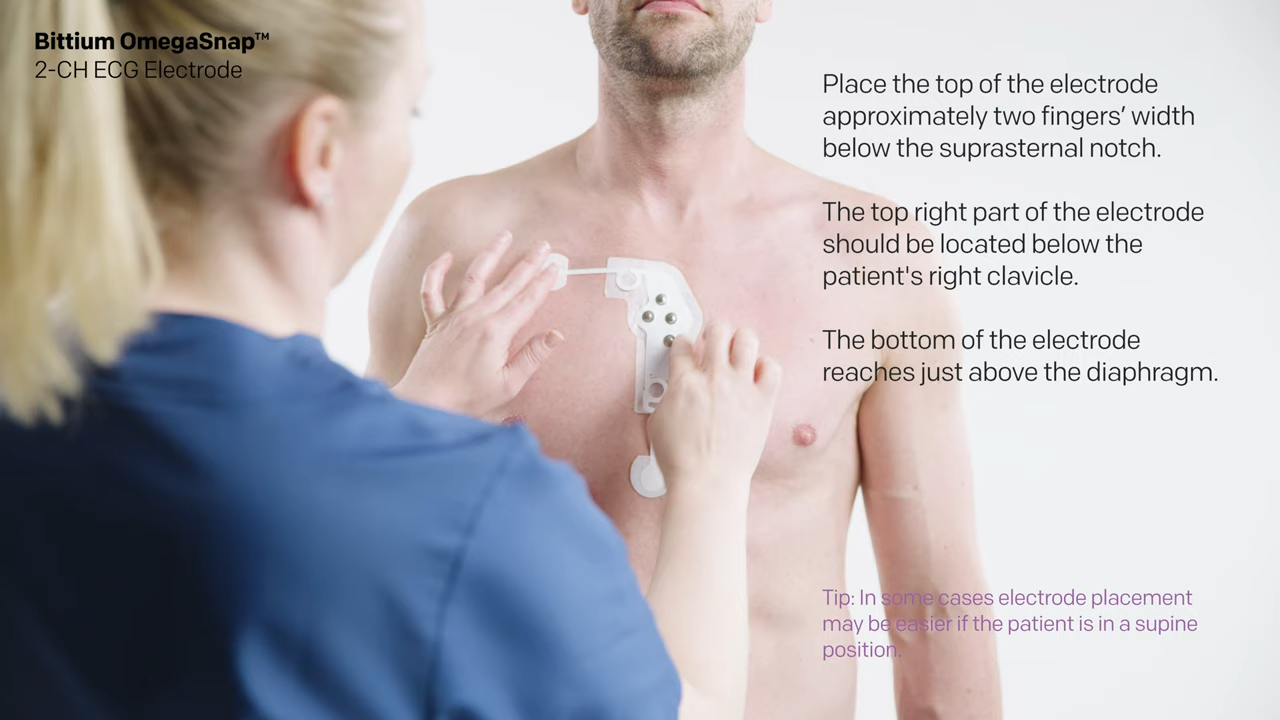 Bittium OmegaSnap™
2-CH ECG Electrode
Place the top of the electrode
approximately two fingers’ width
below the suprasternal notch.
The top right part of the electrode
should be located below the
patient's right clavicle.
The bottom of the electrode
reaches just above the diaphragm.
Tip: In some cases electrode placement
may be easier if the patient is in a supine
position.